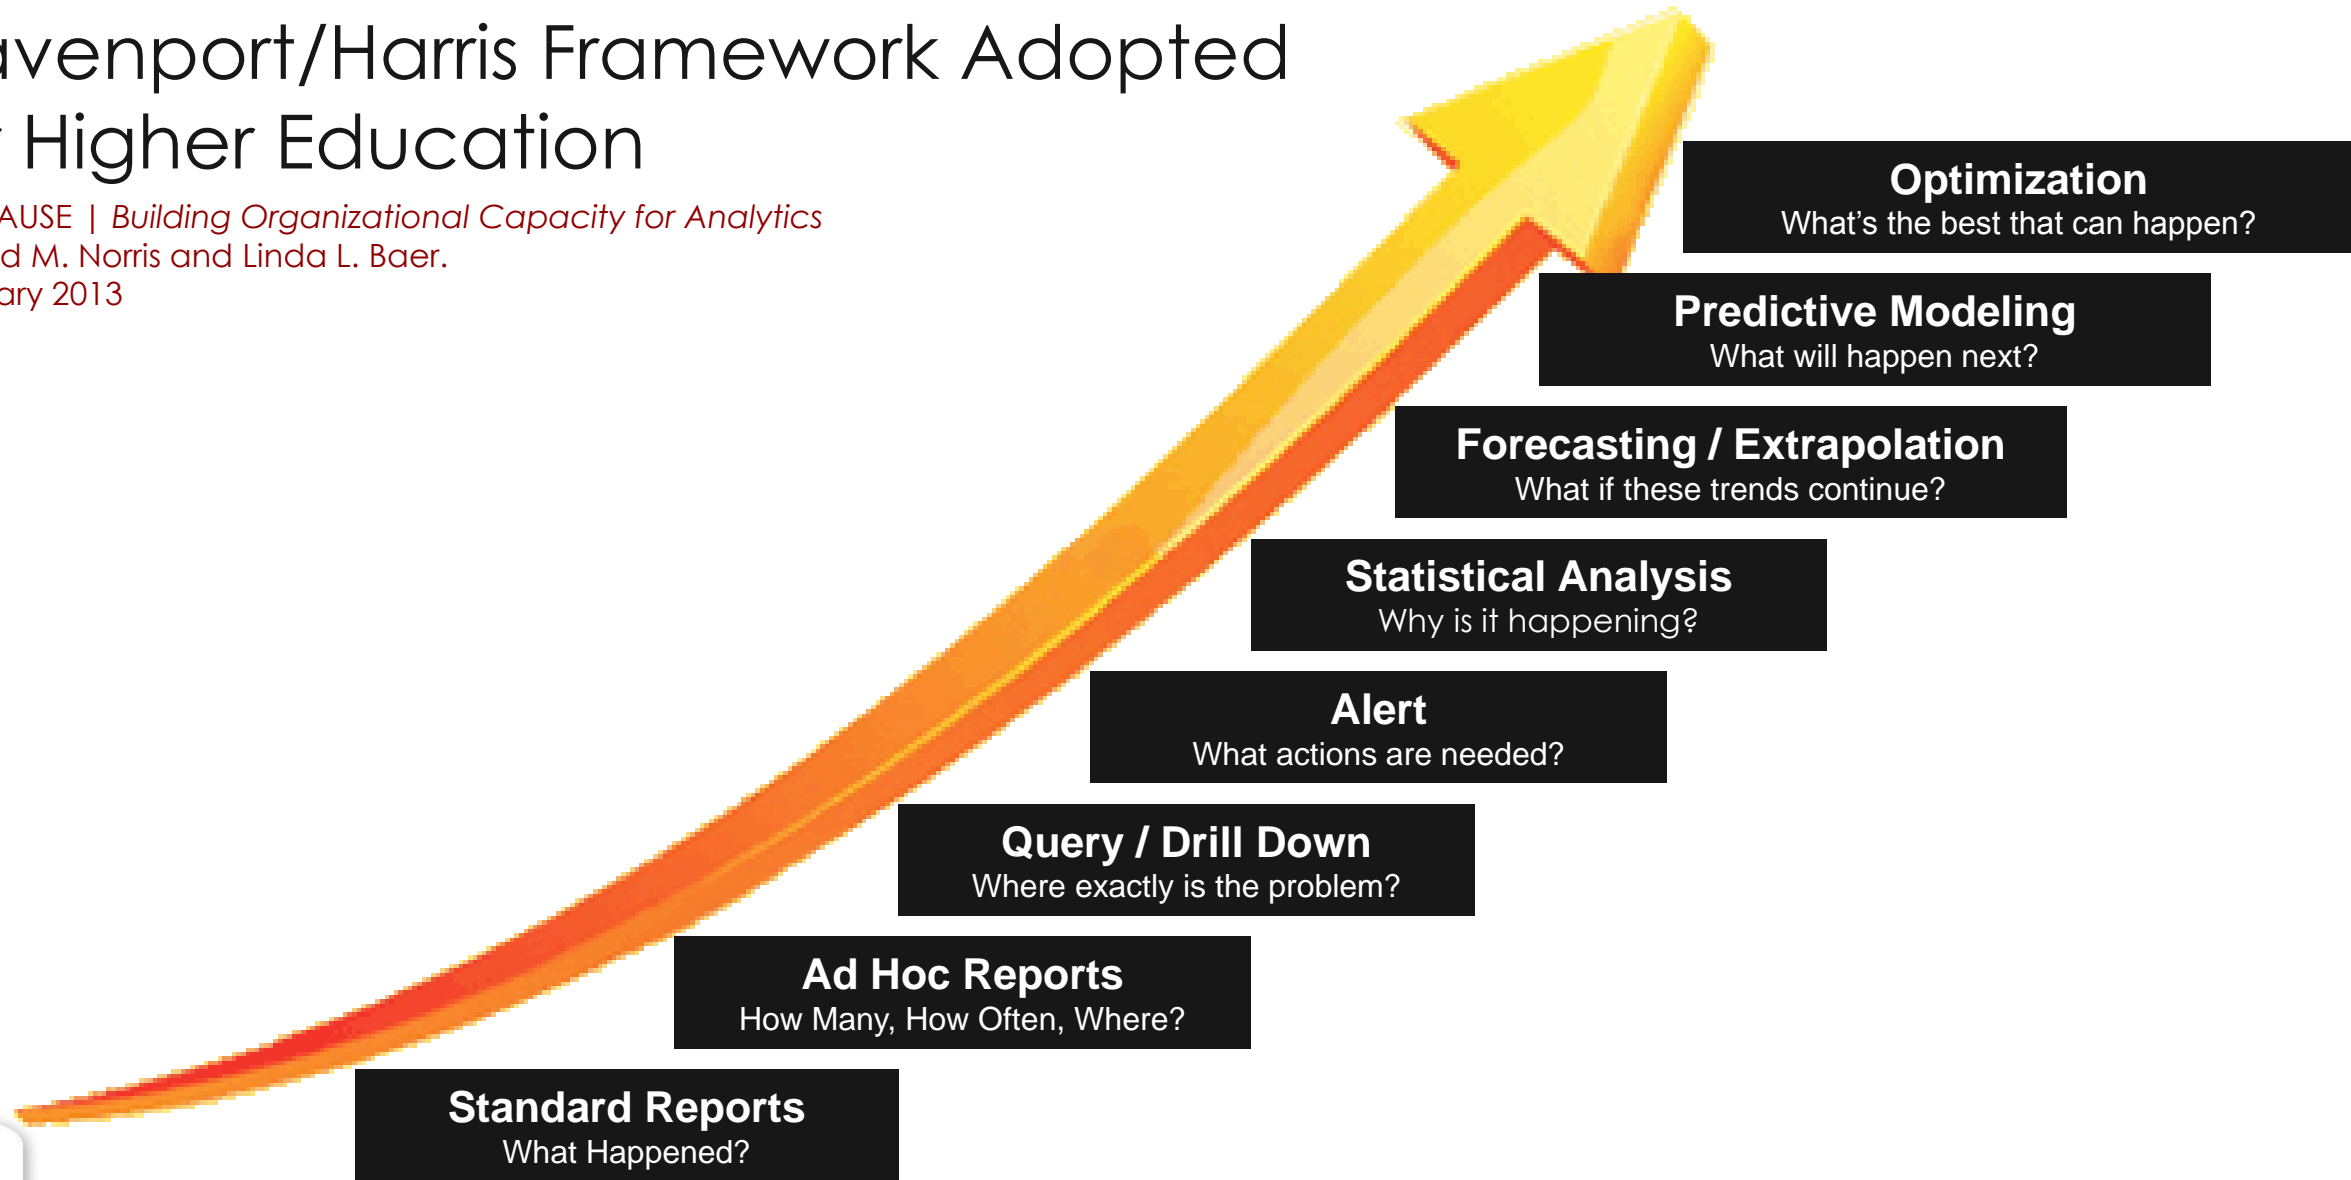 avenport/Harris Framework Adopted
Higher Education
AUSE | Building Organizational Capacity for Analytics
d M. Norris and Linda L. Baer.
ary 2013
Optimization
What’s the best that can happen?
Predictive Modeling
What will happen next?
Forecasting / Extrapolation
What if these trends continue?
Statistical Analysis
Why is it happening?
Alert
What actions are needed?
Query / Drill Down
Where exactly is the problem?
Ad Hoc Reports
How Many, How Often, Where?
Standard Reports
What Happened?